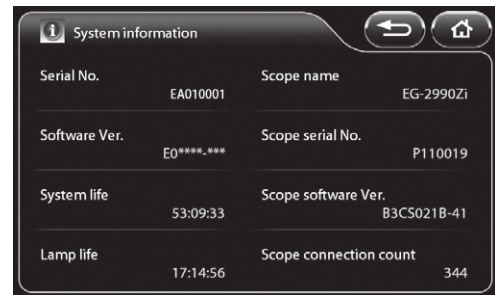 System information
Serial No.
EA010001
Scope name
EG-2990Zi
Software Ver.
E0****-***
Scope serial No.
P110019
System life
53:09:33
Scope software Ver.
B3CS021B-41
Lamp life
17:14:56
Scope connection count
344